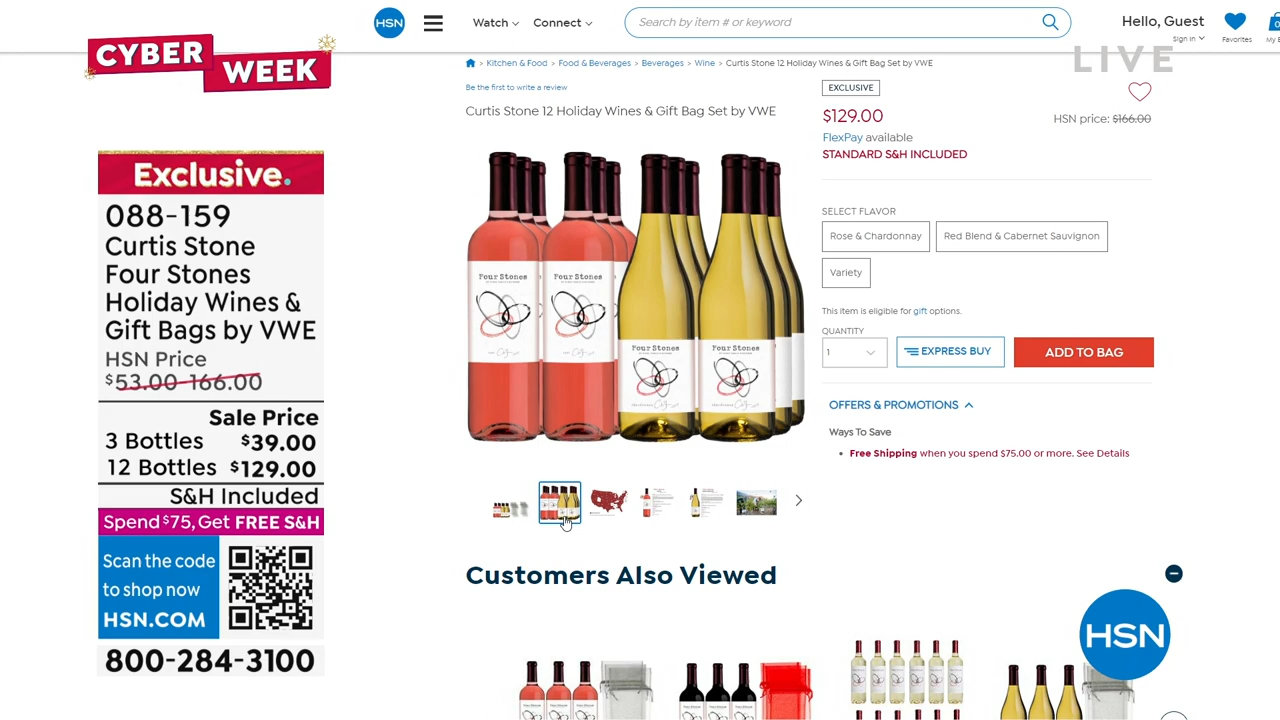 CYBER
WEEK
Exclusive.
088-159
Curtis Stone
Four Stones
Holiday Wines &
Gift Bags by VWE
HSN Price
$53.00-166.00
Sale Price
3 Bottles $39.00
12 Bottles $129.00
S&H Included
Spend $75, Get FREE S&H
Scan the code
to shop now
HSN.COM
800-284-3100
HSN
Watch
Connect
Search by item # or keyword
Hello, Guest
Sign In
Favorites
0
LIVE
> Kitchen & Food > Food & Beverages > Beverages > Wine > Curtis Stone 12 Holiday Wines & Gift Bag Set by VWE
Be the first to write a review
Curtis Stone 12 Holiday Wines & Gift Bag Set by VWE
Four Stones
Four Stones
Four Stones
Four Stones
EXCLUSIVE
$129.00
HSN price: $166.00
FlexPay available
STANDARD S&H INCLUDED
SELECT FLAVOR
Rose & Chardonnay
Red Blend & Cabernet Sauvignon
Variety
This item is eligible for gift options.
QUANTITY
1
EXPRESS BUY
ADD TO BAG
OFFERS & PROMOTIONS
Ways To Save
• Free Shipping when you spend $75.00 or more. See Details
Customers Also Viewed
HSN